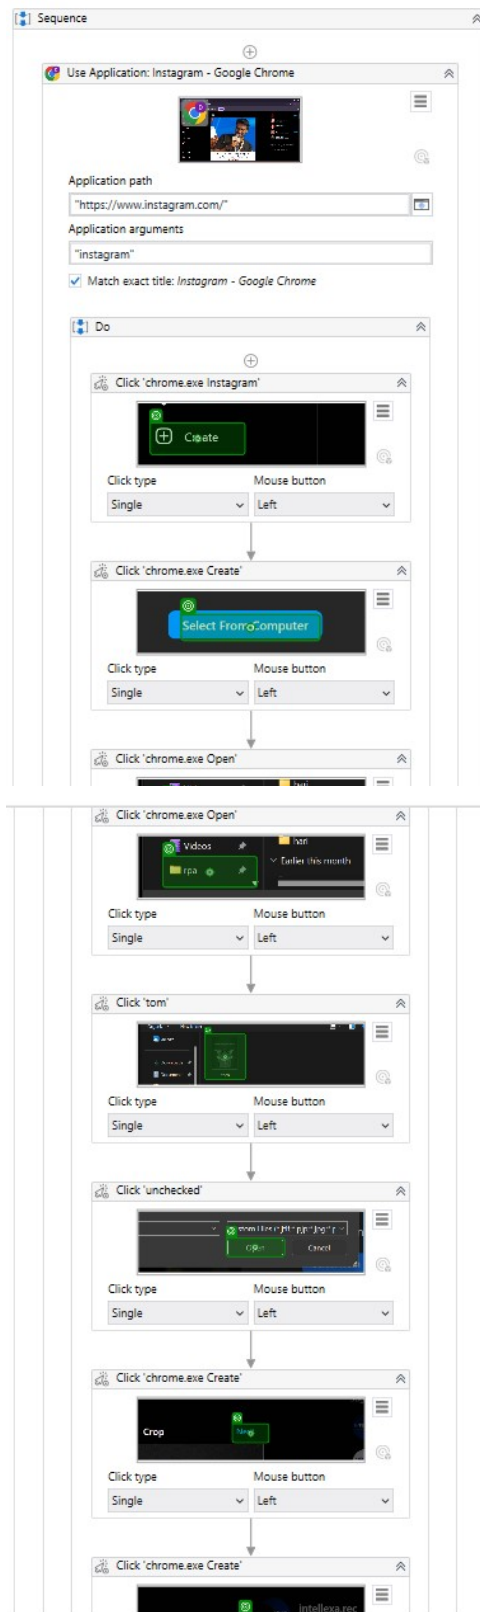 Sequence
Use Application: Instagram - Google Chrome
Application path
"https://www.instagram.com/"
Application arguments
"instagram"
Match exact title: Instagram - Google Chrome
Do
Click 'chrome.exe Instagram'
Create
Click type Mouse button
Single Left
Click 'chrome.exe Create'
Select From Computer
Click type Mouse button
Single Left
Click 'chrome.exe Open'
hari
Click 'chrome.exe Open'
Videos hari
rpa Earlier this month
Click type Mouse button
Single Left
Click 'tom'
Click type Mouse button
Single Left
Click 'unchecked'
Open Cancel
Click type Mouse button
Single Left
Click 'chrome.exe Create'
Crop
Click type Mouse button
Single Left
Click 'chrome.exe Create'
intellexa.rec